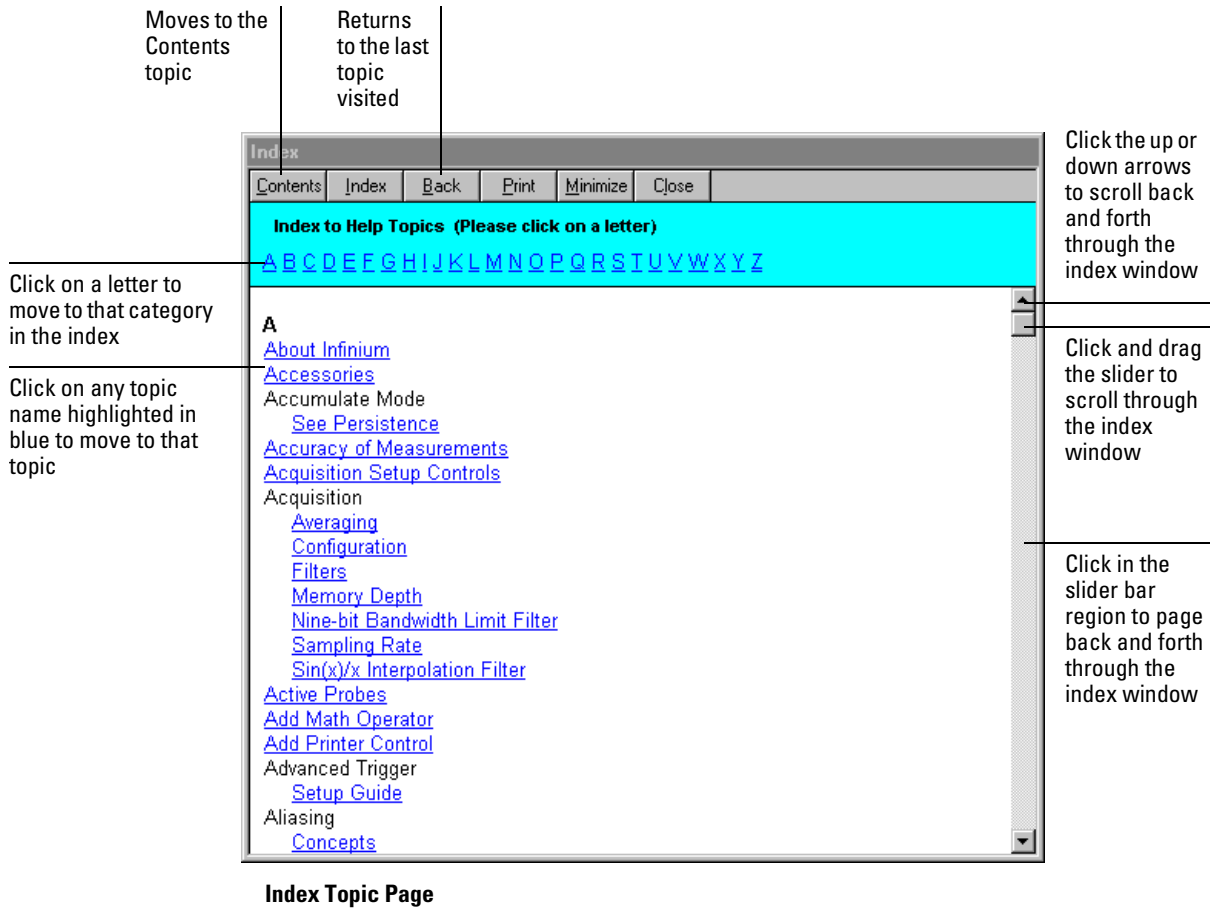 Moves to the
Contents
topic
Returns
to the last
topic
visited
Index
Contents Index Back Print Minimize Close
Index to Help Topics (Please click on a letter)
A B C D E F G H I J K L M N O P Q R S T U V W X Y Z
A
About Infinium
Accessories
Accumulate Mode
See Persistence
Accuracy of Measurements
Acquisition Setup Controls
Acquisition
Averaging
Configuration
Filters
Memory Depth
Nine-bit Bandwidth Limit Filter
Sampling Rate
Sin(x)/x Interpolation Filter
Active Probes
Add Math Operator
Add Printer Control
Advanced Trigger
Setup Guide
Aliasing
Concepts
Click on a letter to
move to that category
in the index
Click on any topic
name highlighted in
blue to move to that
topic
Click the up or
down arrows
to scroll back
and forth
through the
index window
Click and drag
the slider to
scroll through
the index
window
Click in the
slider bar
region to page
back and forth
through the
index window
Index Topic Page